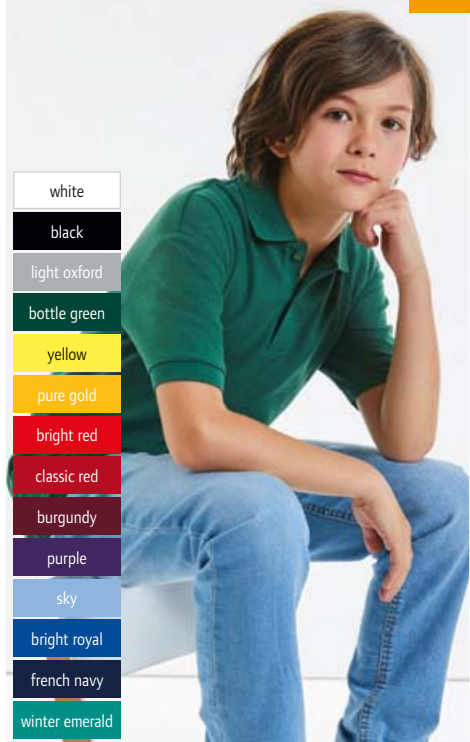 white
black
light oxford
bottle green
yellow
pure gold
bright red
classic red
burgundy
purple
sky
bright royal
french navy
winter emerald